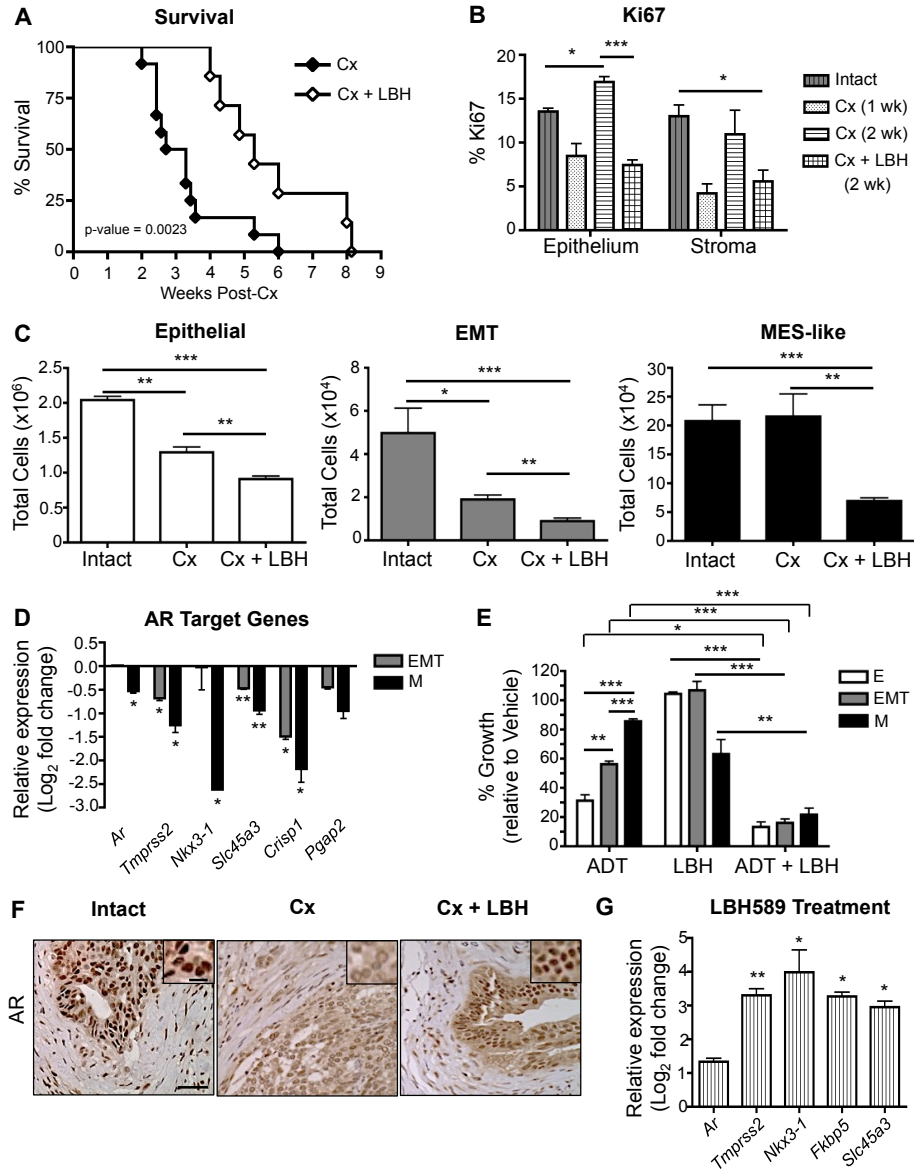 A
Survival
% Survival
100
75
50
25
0
p-value = 0.0023
0 1 2 3 4 5 6 7 8 9
Weeks Post-Cx
Cx
Cx + LBH
B
Ki67
% Ki67
20
15
10
5
0
* ***
*
Epithelium Stroma
Intact
Cx (1 wk)
Cx (2 wk)
Cx + LBH
(2 wk)
C
Epithelial
Total Cells (x10⁶)
2.5
2.0
1.5
1.0
0.5
0
***
**
**
Intact Cx Cx + LBH
EMT
Total Cells (x10⁴)
8
6
4
2
0
***
*
**
Intact Cx Cx + LBH
MES-like
Total Cells (x10⁴)
25
20
15
10
5
0
***
**
Intact Cx Cx + LBH
D
AR Target Genes
Relative expression
(Log₂ fold change)
0.5
0.0
-0.5
-1.0
-1.5
-2.0
-2.5
-3.0
EMT
M
* * * * ** ** * *
Ar
Tmprss2
Nkx3-1
Slc45a3
Crisp1
Pgap2
E
% Growth
(relative to Vehicle)
120
100
80
60
40
20
0
***
***
*
***
***
***
***
**
**
E
EMT
M
ADT LBH ADT + LBH
F
Intact Cx Cx + LBH
AR
G
LBH589 Treatment
Relative expression
(Log₂ fold change)
5
4
3
2
1
0
** * * *
Ar
Tmprss2
Nkx3-1
Fkbp5
Slc45a3